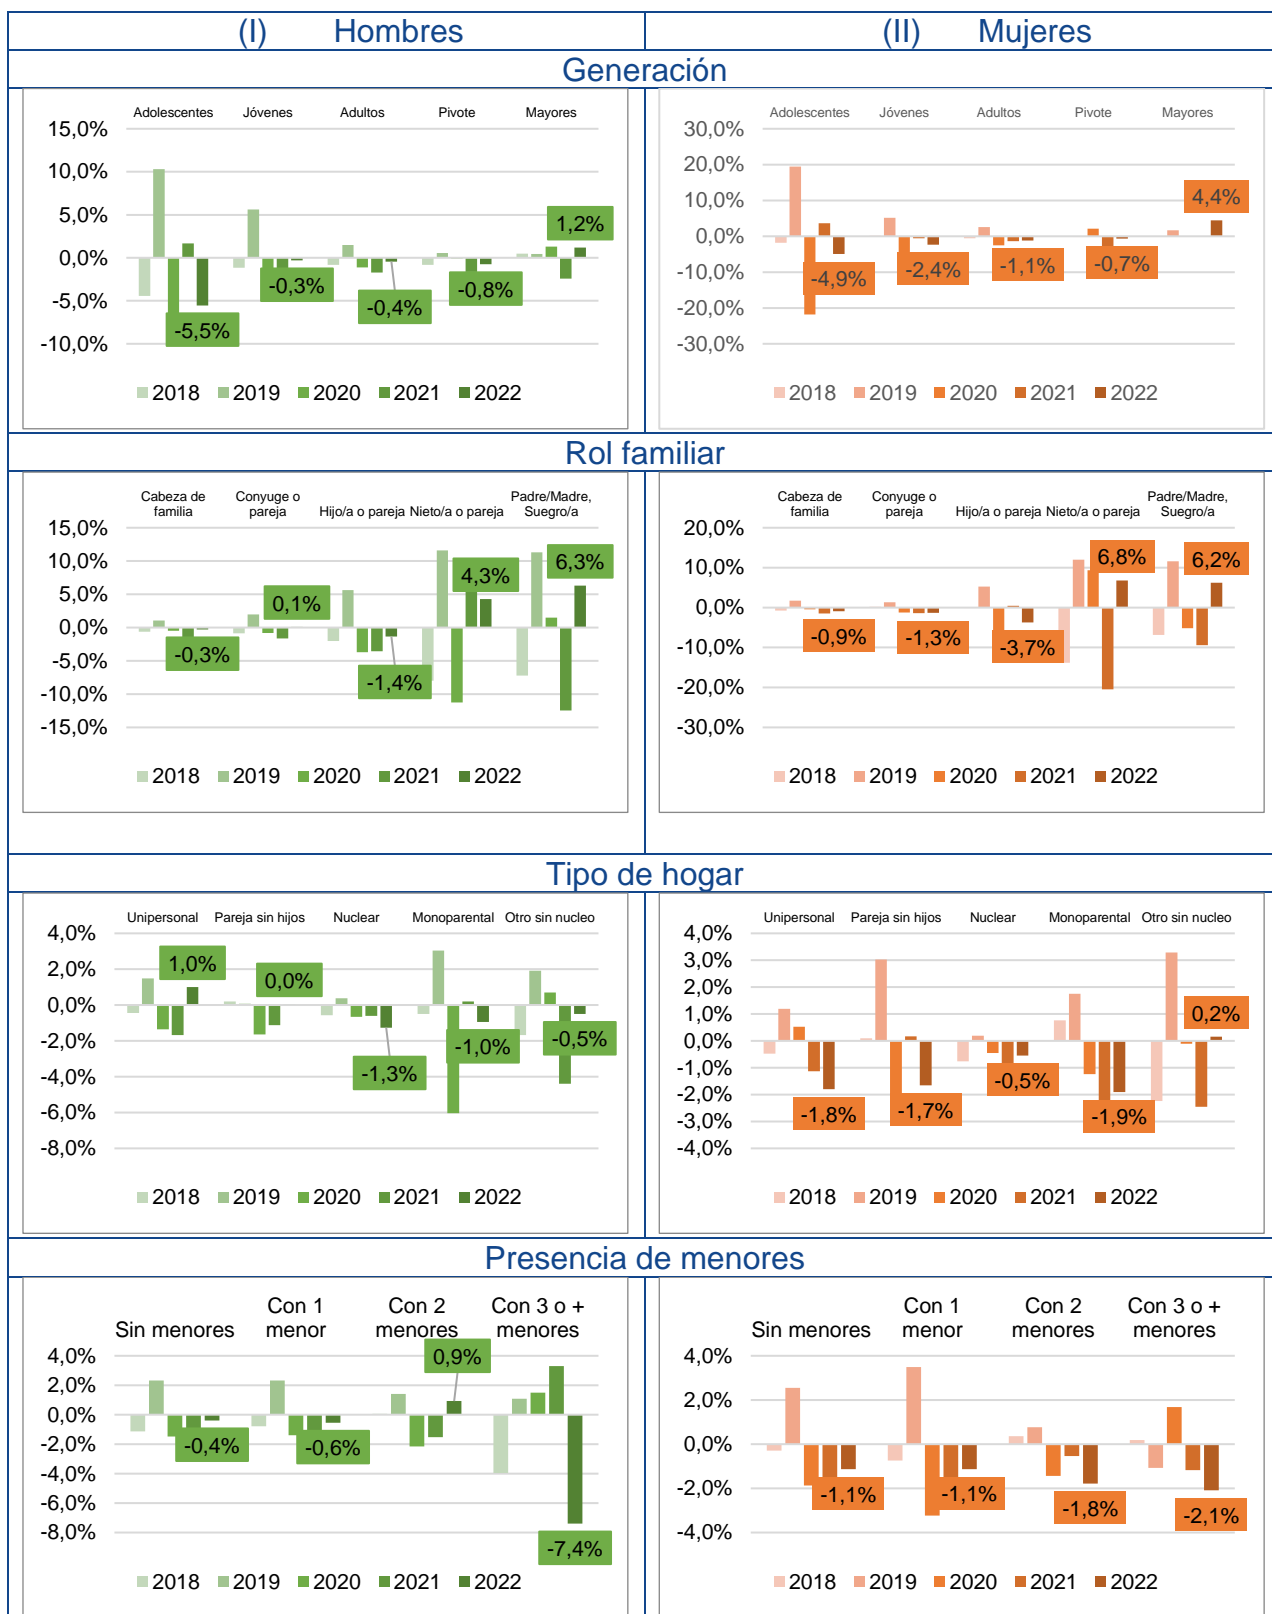 (I) Hombres
(II) Mujeres
Generación
Adolescentes Jóvenes Adultos Pivote Mayores
15,0%
10,0%
5,0%
0,0%
-5,0%
-10,0%
-5,5%
-0,3%
-0,4%
-0,8%
1,2%
2018 2019 2020 2021 2022
Adolescentes Jóvenes Adultos Pivote Mayores
30,0%
20,0%
10,0%
0,0%
-10,0%
-20,0%
-30,0%
-4,9%
-2,4%
-1,1%
-0,7%
4,4%
2018 2019 2020 2021 2022
Rol familiar
Cabeza de familia
Conyuge o pareja
Hijo/a o pareja
Nieto/a o pareja
Padre/Madre, Suegro/a
15,0%
10,0%
5,0%
0,0%
-5,0%
-10,0%
-15,0%
-0,3%
0,1%
-1,4%
4,3%
6,3%
2018 2019 2020 2021 2022
Cabeza de familia
Conyuge o pareja
Hijo/a o pareja
Nieto/a o pareja
Padre/Madre, Suegro/a
20,0%
10,0%
0,0%
-10,0%
-20,0%
-30,0%
-0,9%
-1,3%
-3,7%
6,8%
6,2%
2018 2019 2020 2021 2022
Tipo de hogar
Unipersonal Pareja sin hijos Nuclear Monoparental Otro sin nucleo
4,0%
2,0%
0,0%
-2,0%
-4,0%
-6,0%
-8,0%
1,0%
0,0%
-1,3%
-1,0%
-0,5%
2018 2019 2020 2021 2022
Unipersonal Pareja sin hijos Nuclear Monoparental Otro sin nucleo
4,0%
3,0%
2,0%
1,0%
0,0%
-1,0%
-2,0%
-3,0%
-4,0%
-1,8%
-1,7%
-0,5%
-1,9%
0,2%
2018 2019 2020 2021 2022
Presencia de menores
Sin menores
Con 1 menor
Con 2 menores
Con 3 o + menores
4,0%
2,0%
0,0%
-2,0%
-4,0%
-6,0%
-8,0%
-0,4%
-0,6%
0,9%
-7,4%
2018 2019 2020 2021 2022
Sin menores
Con 1 menor
Con 2 menores
Con 3 o + menores
4,0%
2,0%
0,0%
-2,0%
-4,0%
-1,1%
-1,1%
-1,8%
-2,1%
2018 2019 2020 2021 2022